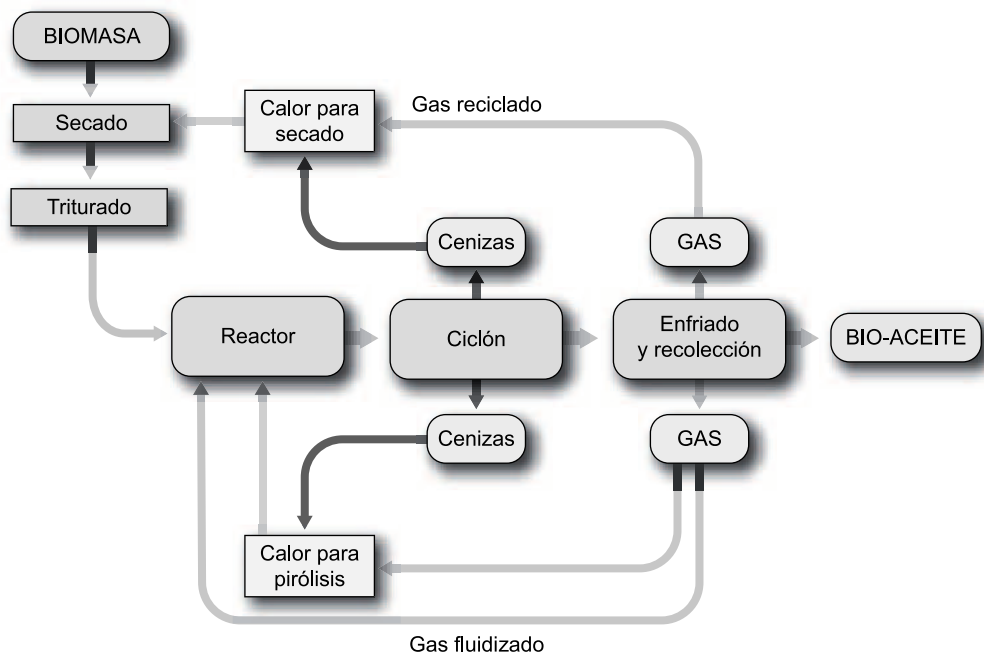 BIOMASA
Secado
Triturado
Calor para
secado
Gas reciclado
Cenizas
GAS
Reactor
Ciclón
Enfriado
y recolección
BIO-ACEITE
Cenizas
GAS
Calor para
pirólisis
Gas fluidizado